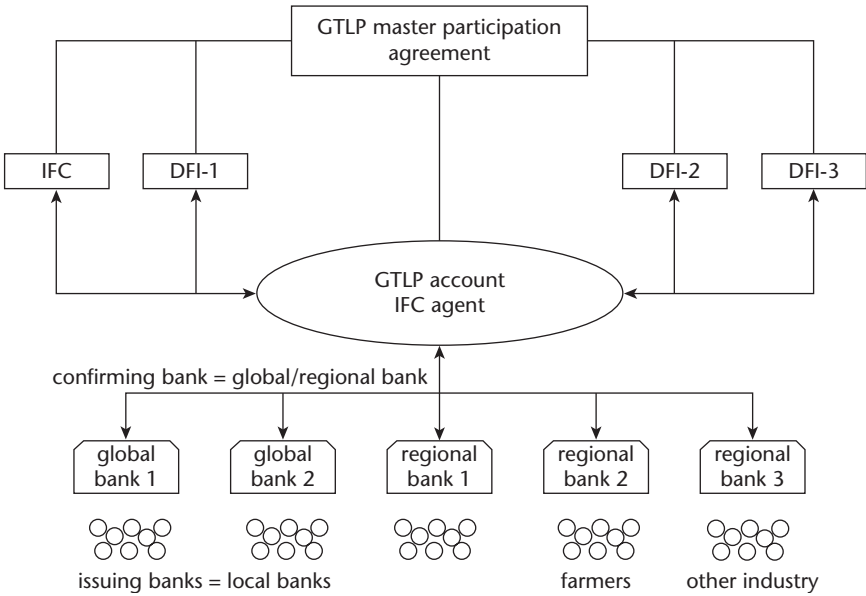 GTLP master participation
agreement
IFC
DFI-1
DFI-2
DFI-3
GTLP account
IFC agent
confirming bank = global/regional bank
global
bank 1
global
bank 2
regional
bank 1
regional
bank 2
regional
bank 3
issuing banks = local banks
farmers
other industry